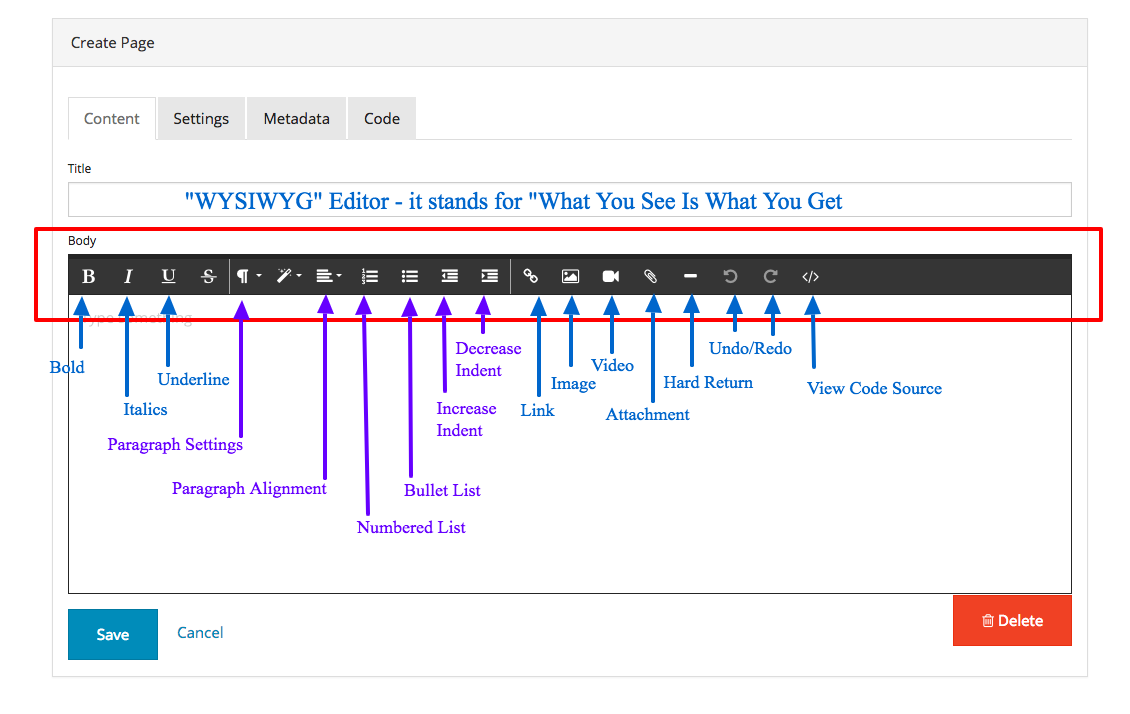 Create Page
Content Settings Metadata Code
Title
"WYSIWYG" Editor - it stands for "What You See Is What You Get
Body
B I U S ¶ </>
Type something
Bold
Italics
Underline
Paragraph Settings
Paragraph Alignment
Numbered List
Bullet List
Increase
Indent
Decrease
Indent
Link
Image
Video
Attachment
Hard Return
Undo/Redo
View Code Source
Save Cancel Delete